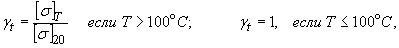 γt = [σ]T / [σ]20 если T > 100°C; γt = 1, если T ≤ 100°C,